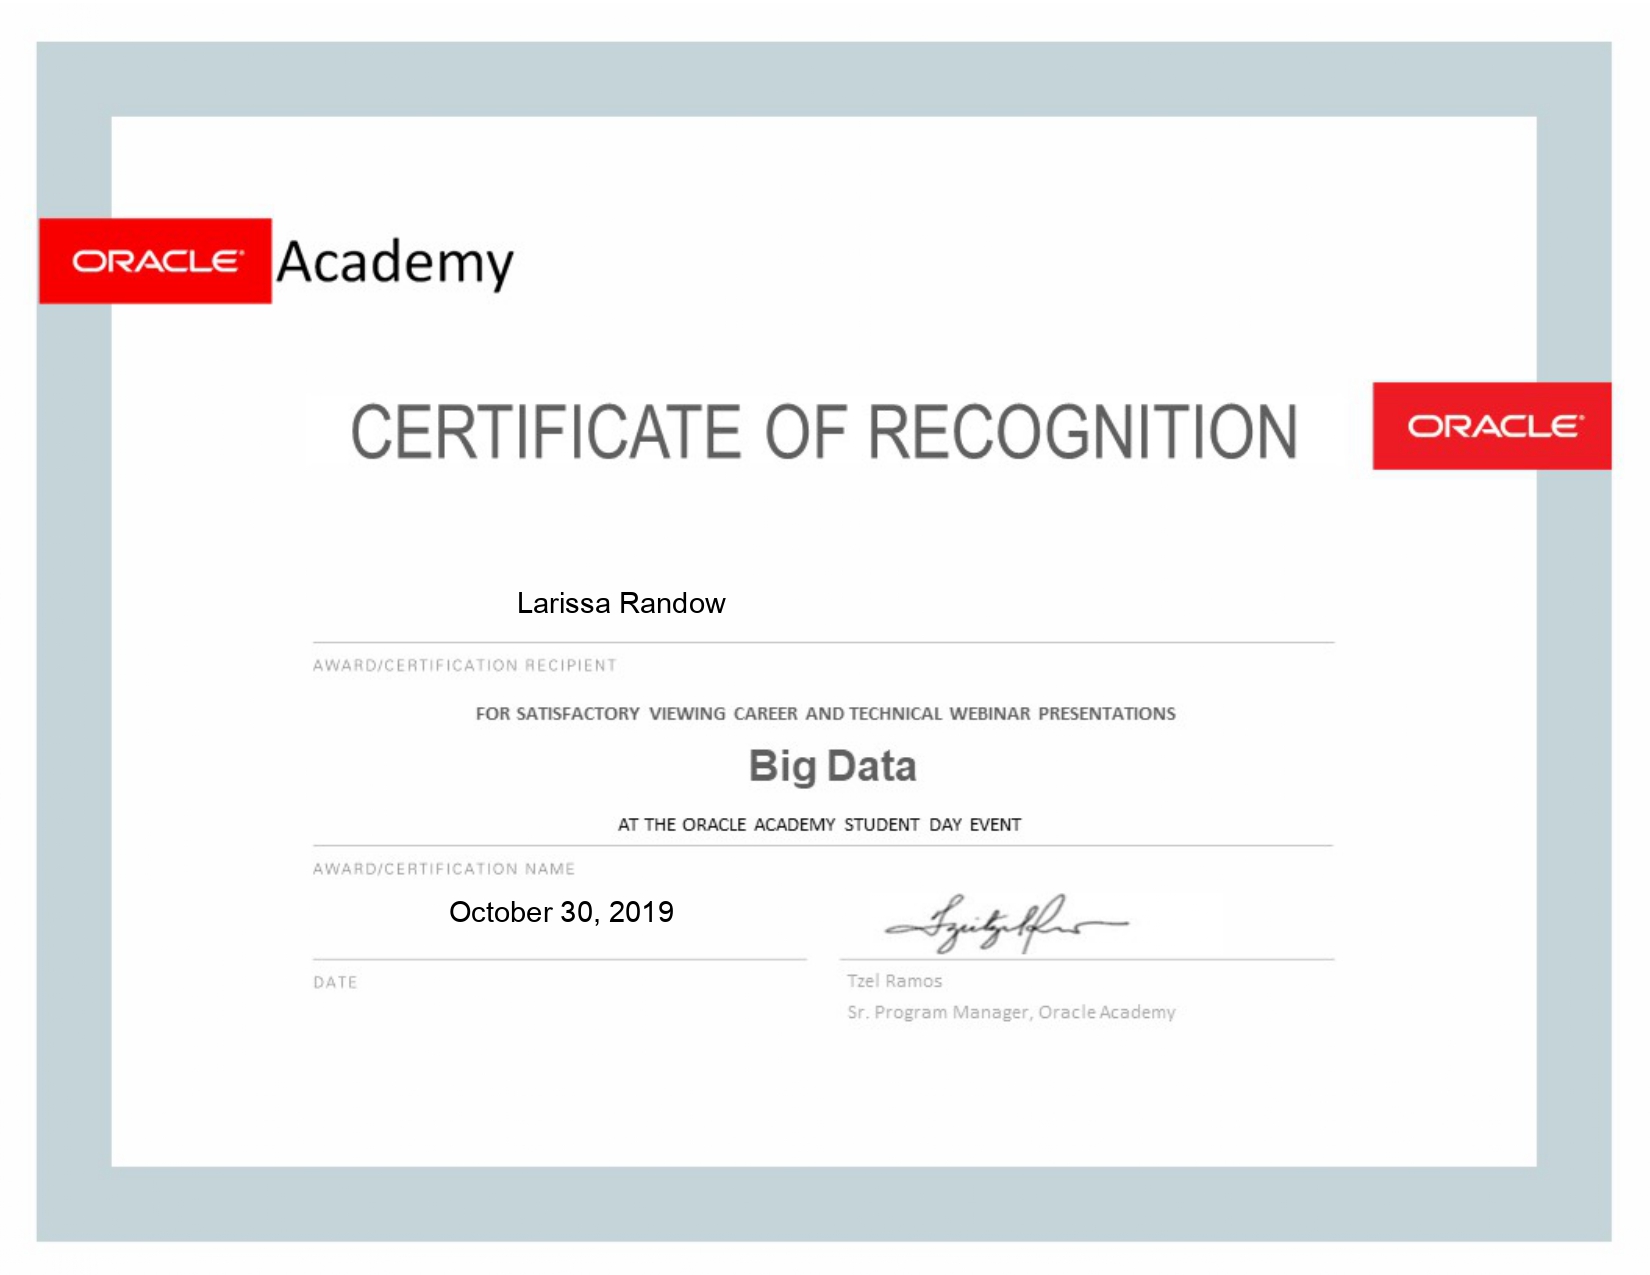 ORACLE® Academy
CERTIFICATE OF RECOGNITION
ORACLE®
Larissa Randow
AWARD/CERTIFICATION RECIPIENT
FOR SATISFACTORY VIEWING CAREER AND TECHNICAL WEBINAR PRESENTATIONS
Big Data
AT THE ORACLE ACADEMY STUDENT DAY EVENT
AWARD/CERTIFICATION NAME
October 30, 2019
DATE
Tzel Ramos
Sr. Program Manager, Oracle Academy